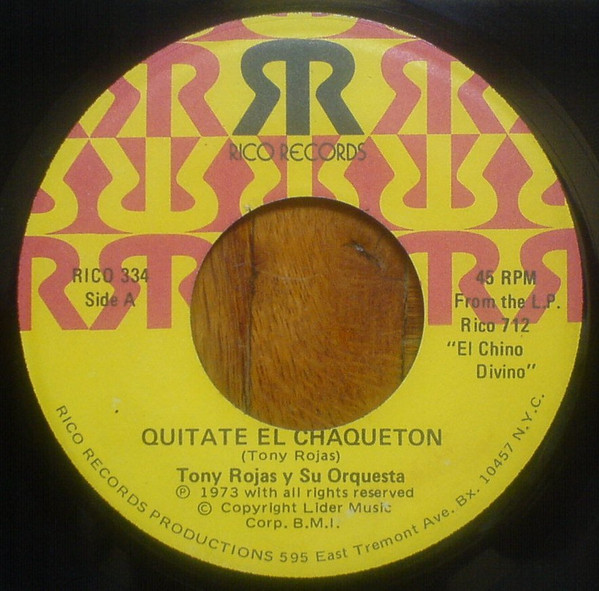 RICO RECORDS
RICO 334
Side A
45 RPM
From the L.P.
Rico 712
"El Chino
Divino"
QUITATE EL CHAQUETON
(Tony Rojas)
Tony Rojas y Su Orquesta
℗ 1973 with all rights reserved
© Copyright Lider Music
Corp. B.M.I.
RICO RECORDS PRODUCTIONS 595 East Tremont Ave. Bx. 10457 N.Y.C.